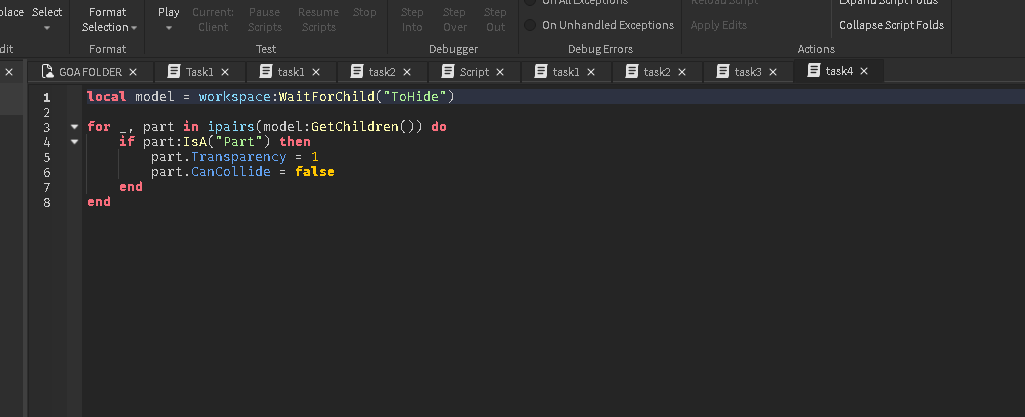 Select
Format
Selection
Play
Current:
Client
Pause
Scripts
Resume
Scripts
Stop
Step
Into
Step
Over
Step
Out
On All Exceptions
On Unhandled Exceptions
Reload Script
Apply Edits
Expand Script Folds
Collapse Script Folds
Format
Test
Debugger
Debug Errors
Actions
GOAFOLDER
Task1
task1
task2
Script
task1
task2
task3
task4
1 local model = workspace:WaitForChild("ToHide")
2
3 for _, part in ipairs(model:GetChildren()) do
4 if part:IsA("Part") then
5 part.Transparency = 1
6 part.CanCollide = false
7 end
8 end